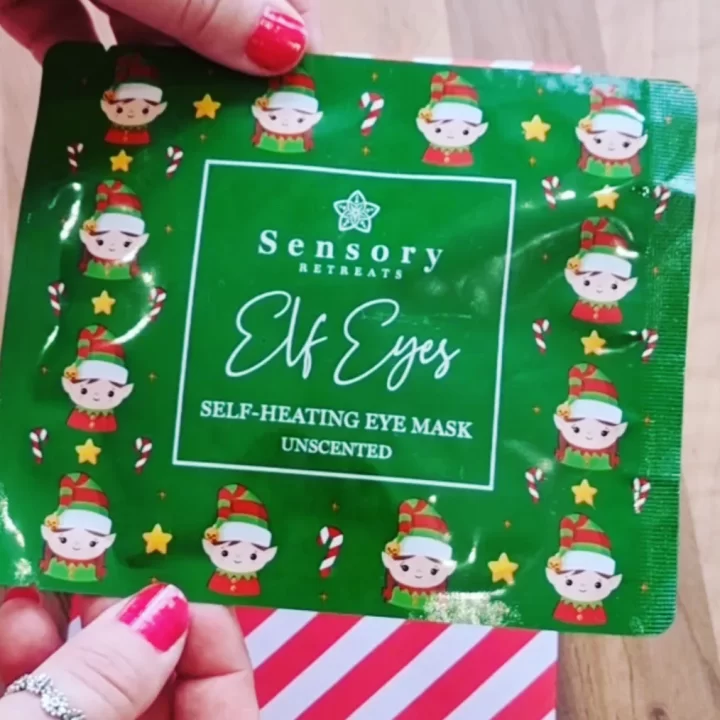 Sensory
RETREATS
Elf Eyes
SELF-HEATING EYE MASK
UNSCENTED